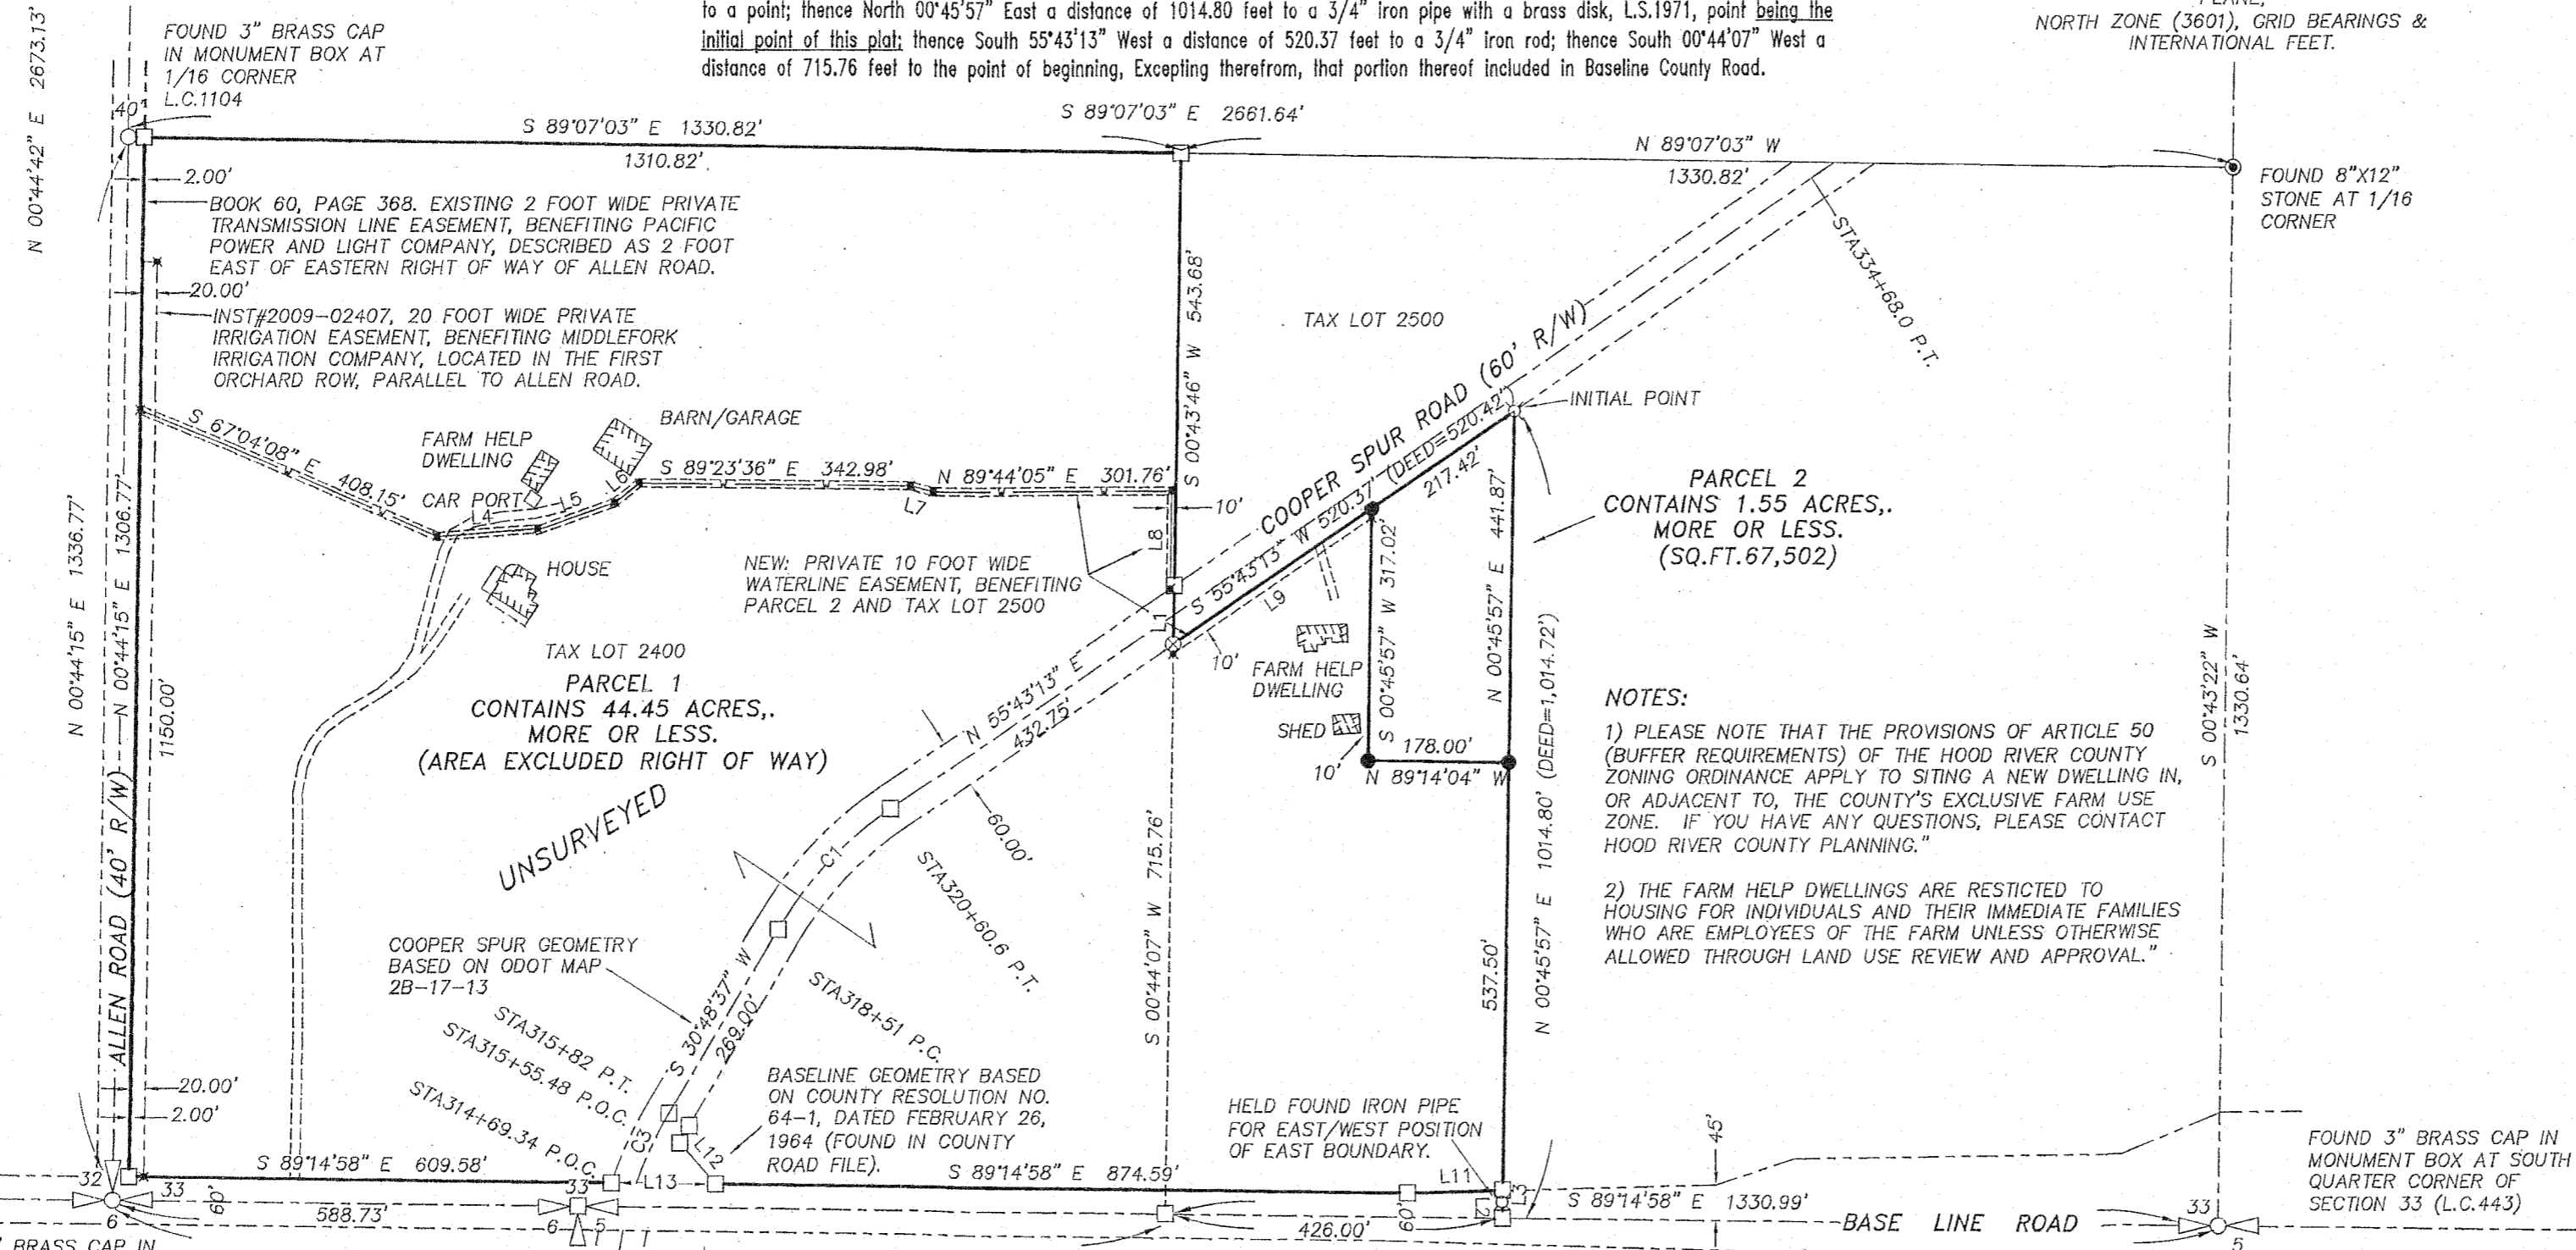 to a point; thence North 00°45'57" East a distance of 1014.80 feet to a 3/4" iron pipe with a brass disk, L.S.1971, point being the
initial point of this plat; thence South 55°43'13" West a distance of 520.37 feet to a 3/4" iron rod; thence South 00°44'07" West a
distance of 715.76 feet to the point of beginning, Excepting therefrom, that portion thereof included in Baseline County Road.
NORTH ZONE (3601), GRID BEARINGS &
INTERNATIONAL FEET.
N 00°44'42" E 2673.13'
FOUND 3" BRASS CAP
IN MONUMENT BOX AT
1/16 CORNER
L.C.1104
40'
S 89°07'03" E 1330.82'
1310.82'
S 89°07'03" E 2661.64'
N 89°07'03" W
1330.82'
FOUND 8"X12"
STONE AT 1/16
CORNER
2.00'
BOOK 60, PAGE 368. EXISTING 2 FOOT WIDE PRIVATE
TRANSMISSION LINE EASEMENT, BENEFITING PACIFIC
POWER AND LIGHT COMPANY, DESCRIBED AS 2 FOOT
EAST OF EASTERN RIGHT OF WAY OF ALLEN ROAD.
20.00'
INST#2009-02407, 20 FOOT WIDE PRIVATE
IRRIGATION EASEMENT, BENEFITING MIDDLEFORK
IRRIGATION COMPANY, LOCATED IN THE FIRST
ORCHARD ROW, PARALLEL TO ALLEN ROAD.
S 00°43'46" W 543.68'
TAX LOT 2500
STA334+68.0 P.T.
COOPER SPUR ROAD (60' R/W)
INITIAL POINT
S 67°04'08" E 408.15'
FARM HELP
DWELLING
BARN/GARAGE
CAR PORT
L4
L5
L6
S 89°23'36" E 342.98'
L7
N 89°44'05" E 301.76'
10'
L8
L1
S 55°43'13" W 520.37' (DEED=520.42')
217.42'
L9
10'
PARCEL 2
CONTAINS 1.55 ACRES,.
MORE OR LESS.
(SQ.FT.67,502)
HOUSE
NEW: PRIVATE 10 FOOT WIDE
WATERLINE EASEMENT, BENEFITING
PARCEL 2 AND TAX LOT 2500
N 00°44'15" E 1336.77'
N 00°44'15" E 1306.77'
1150.00'
ALLEN ROAD (40' R/W)
TAX LOT 2400
PARCEL 1
CONTAINS 44.45 ACRES,.
MORE OR LESS.
(AREA EXCLUDED RIGHT OF WAY)
UNSURVEYED
N 55°43'13" E
432.75'
60.00'
C1
FARM HELP
DWELLING
SHED
10'
S 00°45'57" W 317.02'
N 00°45'57" E 441.87'
178.00'
N 89°14'04" W
N 00°45'57" E 1014.80' (DEED=1,014.72')
537.50'
S 00°44'07" W 715.76'
S 00°43'22" W
1330.64'
NOTES:
1) PLEASE NOTE THAT THE PROVISIONS OF ARTICLE 50
(BUFFER REQUIREMENTS) OF THE HOOD RIVER COUNTY
ZONING ORDINANCE APPLY TO SITING A NEW DWELLING IN,
OR ADJACENT TO, THE COUNTY'S EXCLUSIVE FARM USE
ZONE. IF YOU HAVE ANY QUESTIONS, PLEASE CONTACT
HOOD RIVER COUNTY PLANNING."
2) THE FARM HELP DWELLINGS ARE RESTICTED TO
HOUSING FOR INDIVIDUALS AND THEIR IMMEDIATE FAMILIES
WHO ARE EMPLOYEES OF THE FARM UNLESS OTHERWISE
ALLOWED THROUGH LAND USE REVIEW AND APPROVAL."
COOPER SPUR GEOMETRY
BASED ON ODOT MAP
2B-17-13
STA320+60.6 P.T.
STA318+51 P.C.
S 30°48'37" W
269.00'
STA315+82 P.T.
STA315+55.48 P.O.C.
STA314+69.34 P.O.C.
C3
L12
L13
BASELINE GEOMETRY BASED
ON COUNTY RESOLUTION NO.
64-1, DATED FEBRUARY 26,
1964 (FOUND IN COUNTY
ROAD FILE).
HELD FOUND IRON PIPE
FOR EAST/WEST POSITION
OF EAST BOUNDARY.
20.00'
2.00'
S 89°14'58" E 609.58'
588.73'
S 89°14'58" E 874.59'
426.00'
L11
L2
L3
60'
60'
45'
S 89°14'58" E 1330.99'
BASE LINE ROAD
32
33
6
33
6
5
33
5
FOUND 3" BRASS CAP IN
MONUMENT BOX AT SOUTH
QUARTER CORNER OF
SECTION 33 (L.C.443)
BRASS CAP IN